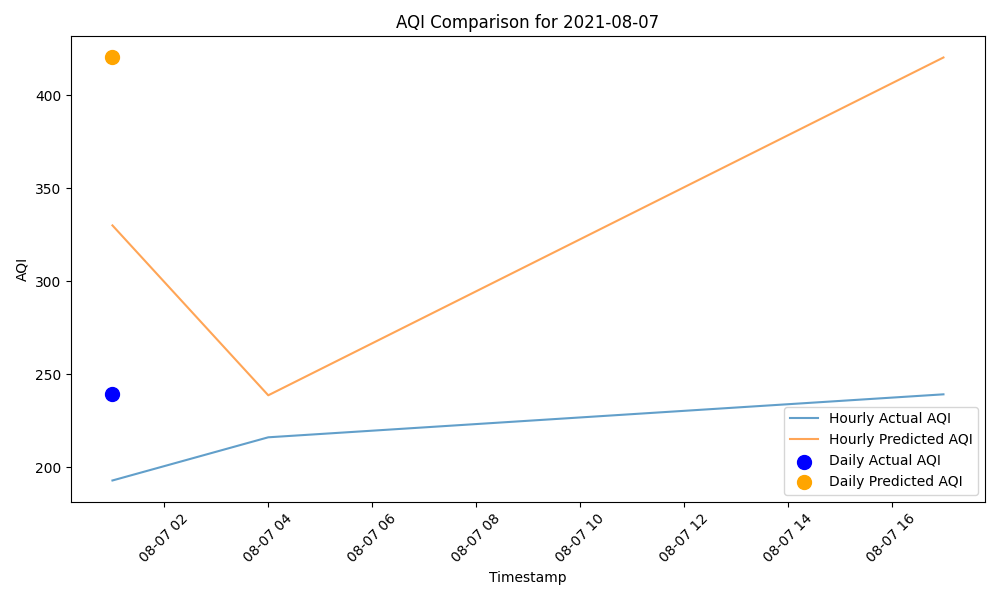 AQI Comparison for 2021-08-07
AQI
400
350
300
250
200
Hourly Actual AQI
Hourly Predicted AQI
Daily Actual AQI
Daily Predicted AQI
08-07 02
08-07 04
08-07 06
08-07 08
08-07 10
08-07 12
08-07 14
08-07 16
Timestamp